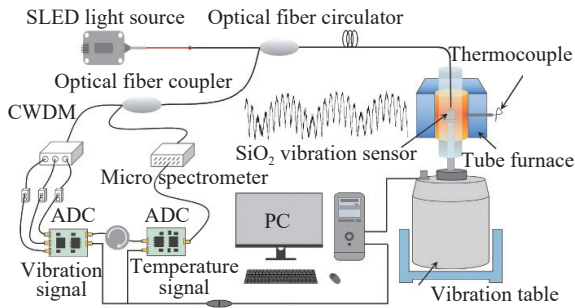 SLED light source
Optical fiber circulator
Thermocouple
Optical fiber coupler
CWDM
SiO2 vibration sensor
Tube furnace
Micro spectrometer
ADC
ADC
PC
Vibration
signal
Temperature
signal
Vibration table